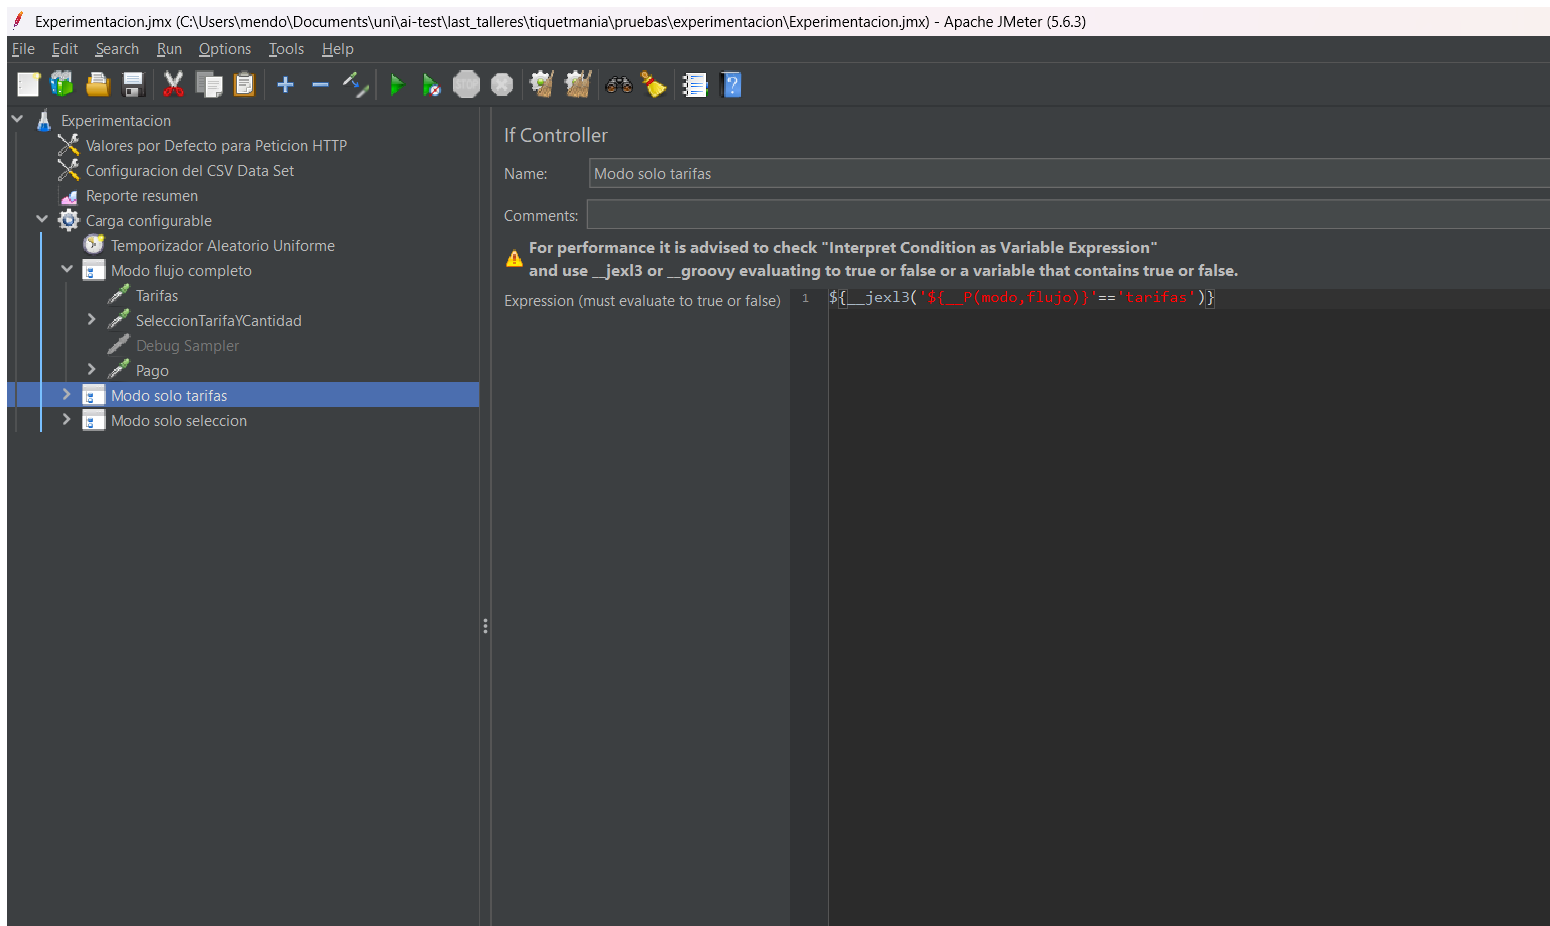 Experimentacion.jmx (C:\Users\mendo\Documents\uni\ai-test\last_talleres\tiquetmania\pruebas\experimentacion\Experimentacion.jmx) - Apache JMeter (5.6.3)
File Edit Search Run Options Tools Help
STOP
Experimentacion
Valores por Defecto para Peticion HTTP
Configuracion del CSV Data Set
Reporte resumen
Carga configurable
Temporizador Aleatorio Uniforme
Modo flujo completo
Tarifas
SeleccionTarifaYCantidad
Debug Sampler
Pago
Modo solo tarifas
Modo solo seleccion
If Controller
Name: Modo solo tarifas
Comments:
For performance it is advised to check "Interpret Condition as Variable Expression"
and use __jexl3 or __groovy evaluating to true or false or a variable that contains true or false.
Expression (must evaluate to true or false) 1 ${__jexl3('${__P(modo,flujo)}'=='tarifas')}